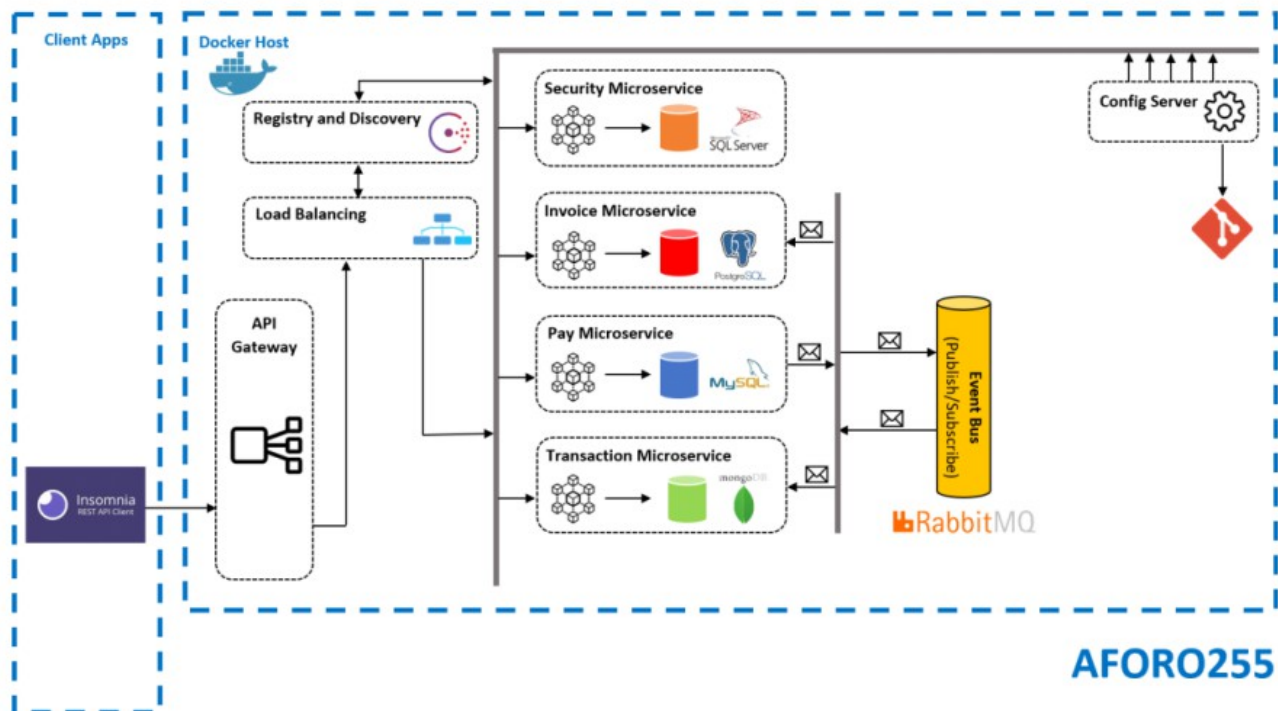 Client Apps
Docker Host
Registry and Discovery
Load Balancing
API
Gateway
Insomnia
REST API Client
Security Microservice
Microsoft
SQL Server
Invoice Microservice
PostgreSQL
Pay Microservice
MySQL
Transaction Microservice
mongoDB
Config Server
Event Bus
(Publish/Subscribe)
RabbitMQ
AFORO255